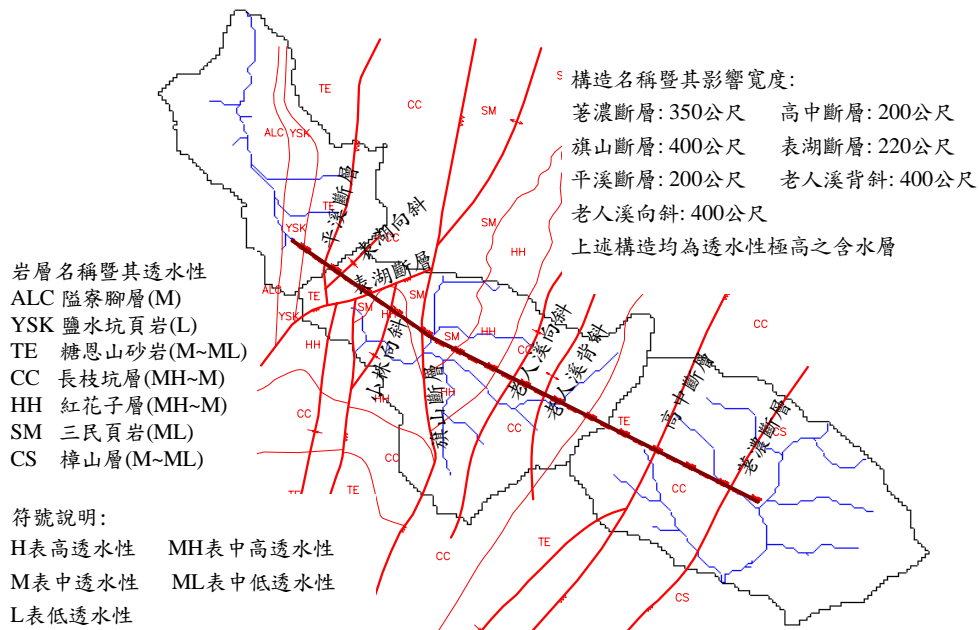 構造名稱暨其影響寬度:
荖濃斷層: 350公尺 高中斷層: 200公尺
旗山斷層: 400公尺 表湖斷層: 220公尺
平溪斷層: 200公尺 老人溪背斜: 400公尺
老人溪向斜: 400公尺
上述構造均為透水性極高之含水層
岩層名稱暨其透水性
ALC 隘寮腳層(M)
YSK 鹽水坑頁岩(L)
TE 糖恩山砂岩(M~ML)
CC 長枝坑層(MH~M)
HH 紅花子層(MH~M)
SM 三民頁岩(ML)
CS 樟山層(M~ML)
符號說明:
H表高透水性 MH表中高透水性
M表中透水性 ML表中低透水性
L表低透水性
平溪斷層
表湖向斜
表湖斷層
仙林向斜
旗山斷層
老人溪向斜
老人溪背斜
高中斷層
荖濃斷層
TE
CC
SM
ALC
YSK
TE
YSK
CC
HH
ALC
TE
SM
YSK
SM
HH
SM
HH
HH
CC
HH
HH
CC
CC
CC
TE
CC
CS
CC
TE
TE
CC
CC
TE
CS